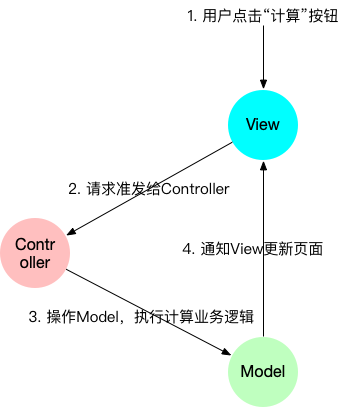 1. 用户点击“计算”按钮
View
2. 请求准发给Controller
Contr
oller
4. 通知View更新页面
3. 操作Model，执行计算业务逻辑
Model